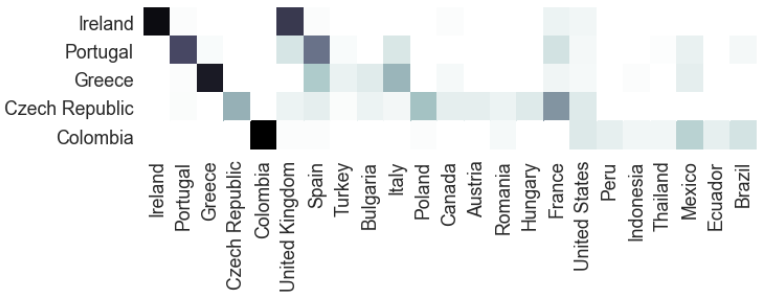 Ireland
Portugal
Greece
Czech Republic
Colombia
Ireland
Portugal
Greece
Czech Republic
Colombia
United Kingdom
Spain
Turkey
Bulgaria
Italy
Poland
Canada
Austria
Romania
Hungary
France
United States
Peru
Indonesia
Thailand
Mexico
Ecuador
Brazil